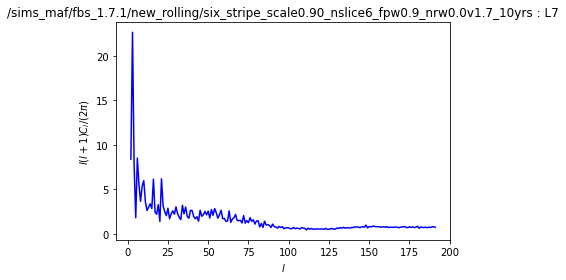 /sims_maf/fbs_1.7.1/new_rolling/six_stripe_scale0.90_nslice6_fpw0.9_nrw0.0v1.7_10yrs : L7
l(l + 1)C_l/(2π)
20
15
10
5
0
0 25 50 75 100 125 150 175 200
l